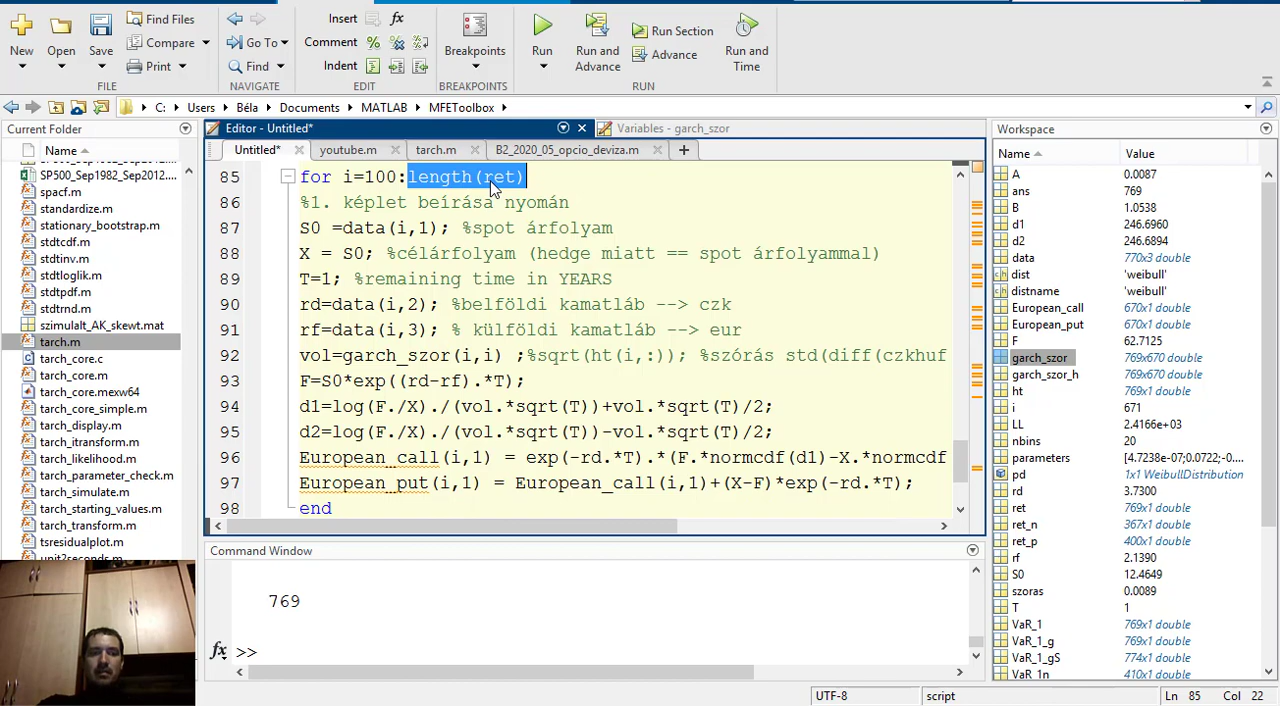 Find Files
Insert
fx
Compare
Go To
Comment
Run Section
New
Open
Save
Print
Find
Indent
Breakpoints
Run
Run and
Advance
Advance
Run and
Time
FILE
NAVIGATE
EDIT
BREAKPOINTS
RUN
C:
Users
Béla
Documents
MATLAB
MFEToolbox
Current Folder
Editor - Untitled*
Variables - garch_szor
Workspace
Name
Untitled*
youtube.m
tarch.m
B2_2020_05_opcio_deviza.m
SP500_Sep1982_Sep2012...
spacf.m
standardize.m
stationary_bootstrap.m
stdtcdf.m
stdtinv.m
stdtloglik.m
stdtpdf.m
stdtrnd.m
szimulalt_AK_skewt.mat
tarch.m
tarch_core.c
tarch_core.m
tarch_core.mexw64
tarch_core_simple.m
tarch_display.m
tarch_itransform.m
tarch_likelihood.m
tarch_parameter_check.m
tarch_simulate.m
tarch_starting_values.m
tarch_transform.m
tsresidualplot.m
unit2seconds.m
85 for i=100:length(ret)
86 %1. képlet beírása nyomán
87 S0 =data(i,1); %spot árfolyam
88 X = S0; %célárfolyam (hedge miatt == spot árfolyammal)
89 T=1; %remaining time in YEARS
90 rd=data(i,2); %belföldi kamatláb --> czk
91 rf=data(i,3); % külföldi kamatláb --> eur
92 vol=garch_szor(i,i) ;%sqrt(ht(i,:)); %szórás std(diff(czkhuf
93 F=S0*exp((rd-rf).*T);
94 d1=log(F./X)./(vol.*sqrt(T))+vol.*sqrt(T)/2;
95 d2=log(F./X)./(vol.*sqrt(T))-vol.*sqrt(T)/2;
96 European_call(i,1) = exp(-rd.*T).*(F.*normcdf(d1)-X.*normcdf
97 European_put(i,1) = European_call(i,1)+(X-F)*exp(-rd.*T);
98 end
Command Window
769
fx >>
Name Value
A 0.0087
ans 769
B 1.0538
d1 246.6960
d2 246.6894
data 770x3 double
dist 'weibull'
distname 'weibull'
European_call 670x1 double
European_put 671x1 double
F 62.7125
garch_szor 769x670 double
garch_szor_h 769x670 double
ht 769x1 double
i 671
LL 2.4166e+03
nbins 20
parameters [4.7238e-07;0.0722;-0....
pd 1x1 WeibullDistribution
rd 3.7300
ret 769x1 double
ret_n 367x1 double
ret_p 400x1 double
rf 2.1390
S0 12.4649
szoras 0.0089
T 1
VaR_1 769x1 double
VaR_1_g 769x1 double
VaR_1_gS 774x1 double
VaR_1n 410x1 double
UTF-8
script
Ln 85 Col 22